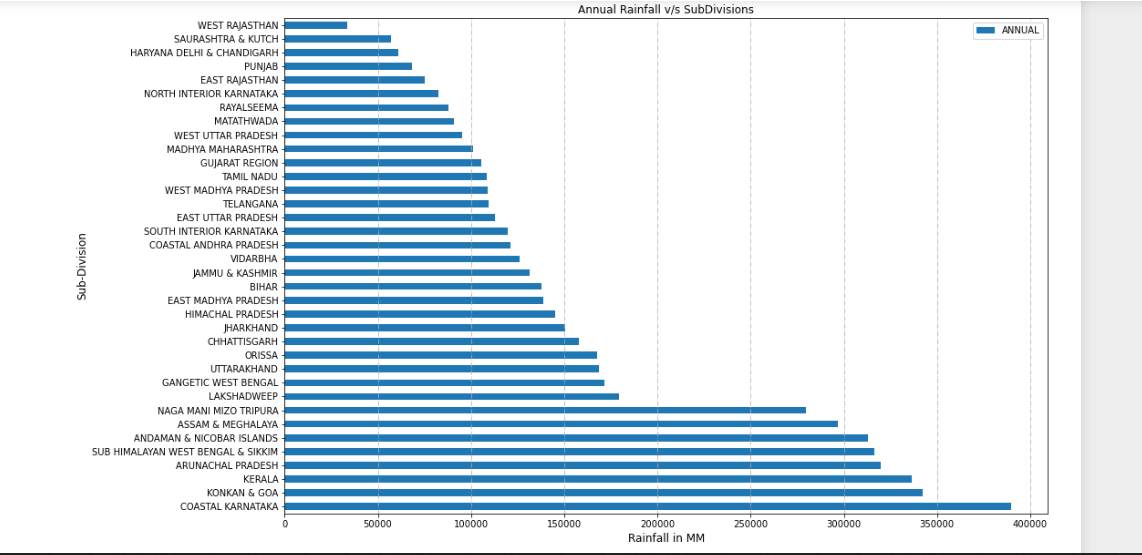 Annual Rainfall v/s SubDivisions
ANNUAL
WEST RAJASTHAN
SAURASHTRA & KUTCH
HARYANA DELHI & CHANDIGARH
PUNJAB
EAST RAJASTHAN
NORTH INTERIOR KARNATAKA
RAYALSEEMA
MATATHWADA
WEST UTTAR PRADESH
MADHYA MAHARASHTRA
GUJARAT REGION
TAMIL NADU
WEST MADHYA PRADESH
TELANGANA
EAST UTTAR PRADESH
SOUTH INTERIOR KARNATAKA
COASTAL ANDHRA PRADESH
VIDARBHA
JAMMU & KASHMIR
BIHAR
EAST MADHYA PRADESH
HIMACHAL PRADESH
JHARKHAND
CHHATTISGARH
ORISSA
UTTARAKHAND
GANGETIC WEST BENGAL
LAKSHADWEEP
NAGA MANI MIZO TRIPURA
ASSAM & MEGHALAYA
ANDAMAN & NICOBAR ISLANDS
SUB HIMALAYAN WEST BENGAL & SIKKIM
ARUNACHAL PRADESH
KERALA
KONKAN & GOA
COASTAL KARNATAKA
Sub-Division
0 50000 100000 150000 200000 250000 300000 350000 400000
Rainfall in MM